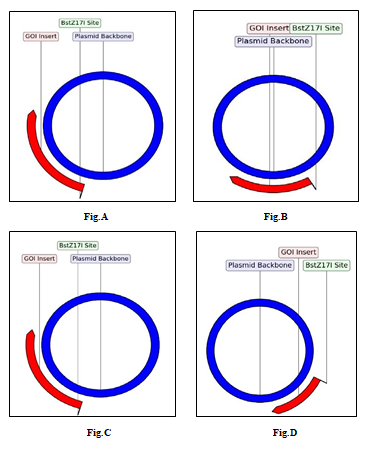 BstZ17I Site
GOI Insert
Plasmid Backbone
Fig.A
GOI Insert
BstZ17I Site
Plasmid Backbone
Fig.B
BstZ17I Site
GOI Insert
Plasmid Backbone
Fig.C
GOI Insert
Plasmid Backbone
BstZ17I Site
Fig.D